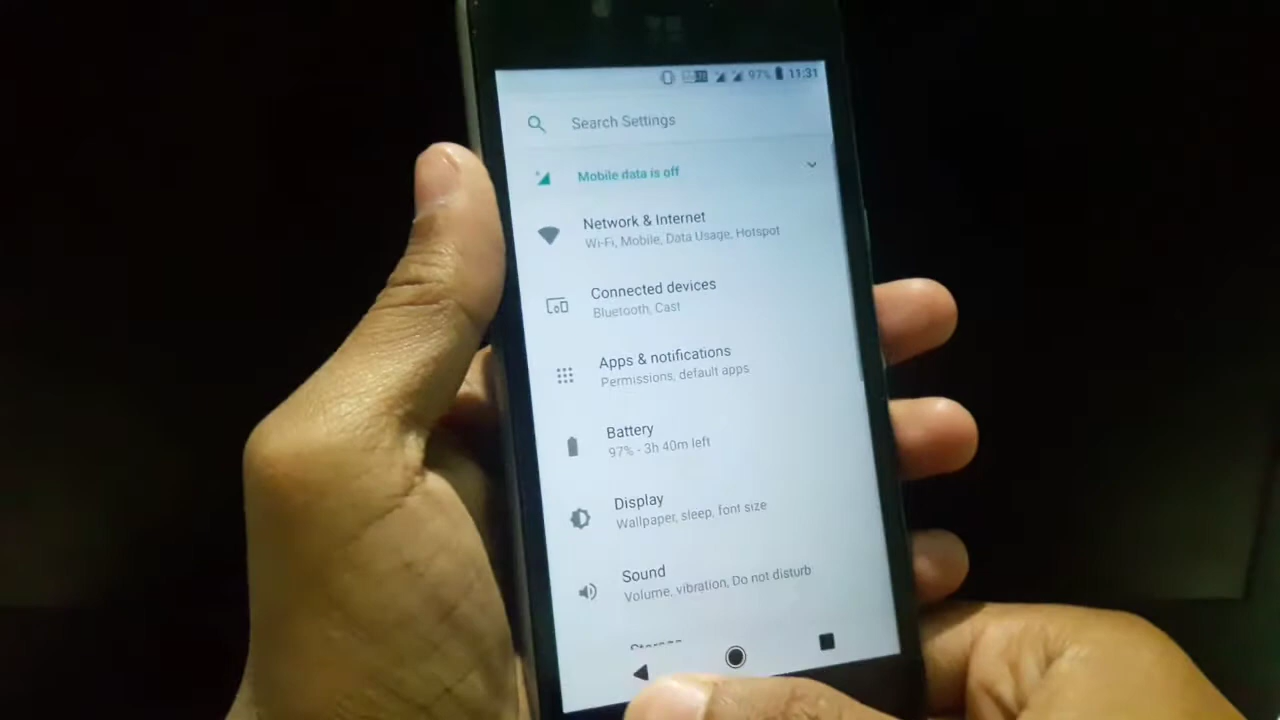 97% 11:31
Search Settings
Mobile data is off
Network & Internet
Wi-Fi, Mobile, Data Usage, Hotspot
Connected devices
Bluetooth, Cast
Apps & notifications
Permissions, default apps
Battery
97% - 3h 40m left
Display
Wallpaper, sleep, font size
Sound
Volume, vibration, Do not disturb